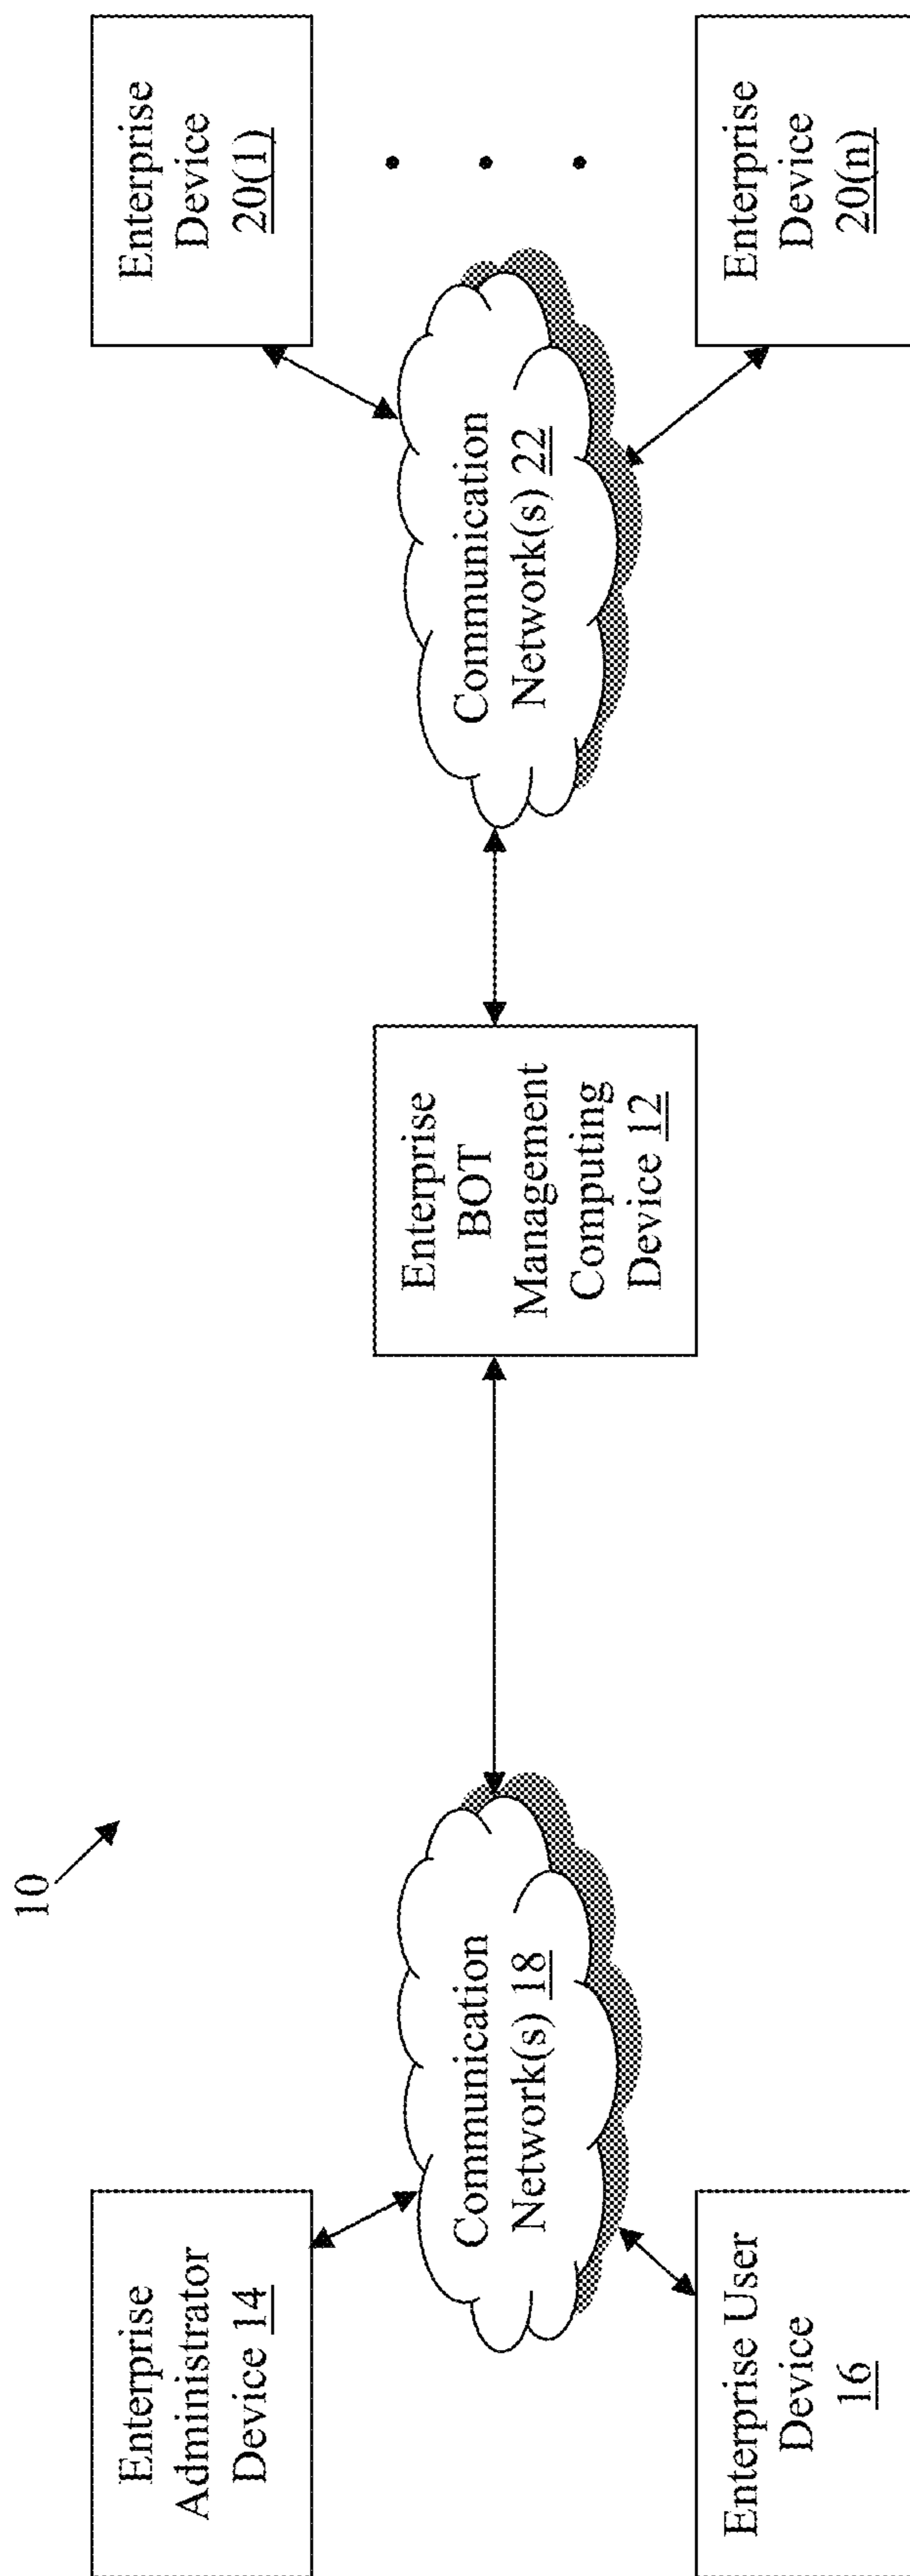 10
Enterprise
Administrator
Device 14
Enterprise User
Device
16
Communication
Network(s) 18
Enterprise
BOT
Management
Computing
Device 12
Communication
Network(s) 22
Enterprise
Device
20(1)
Enterprise
Device
20(n)